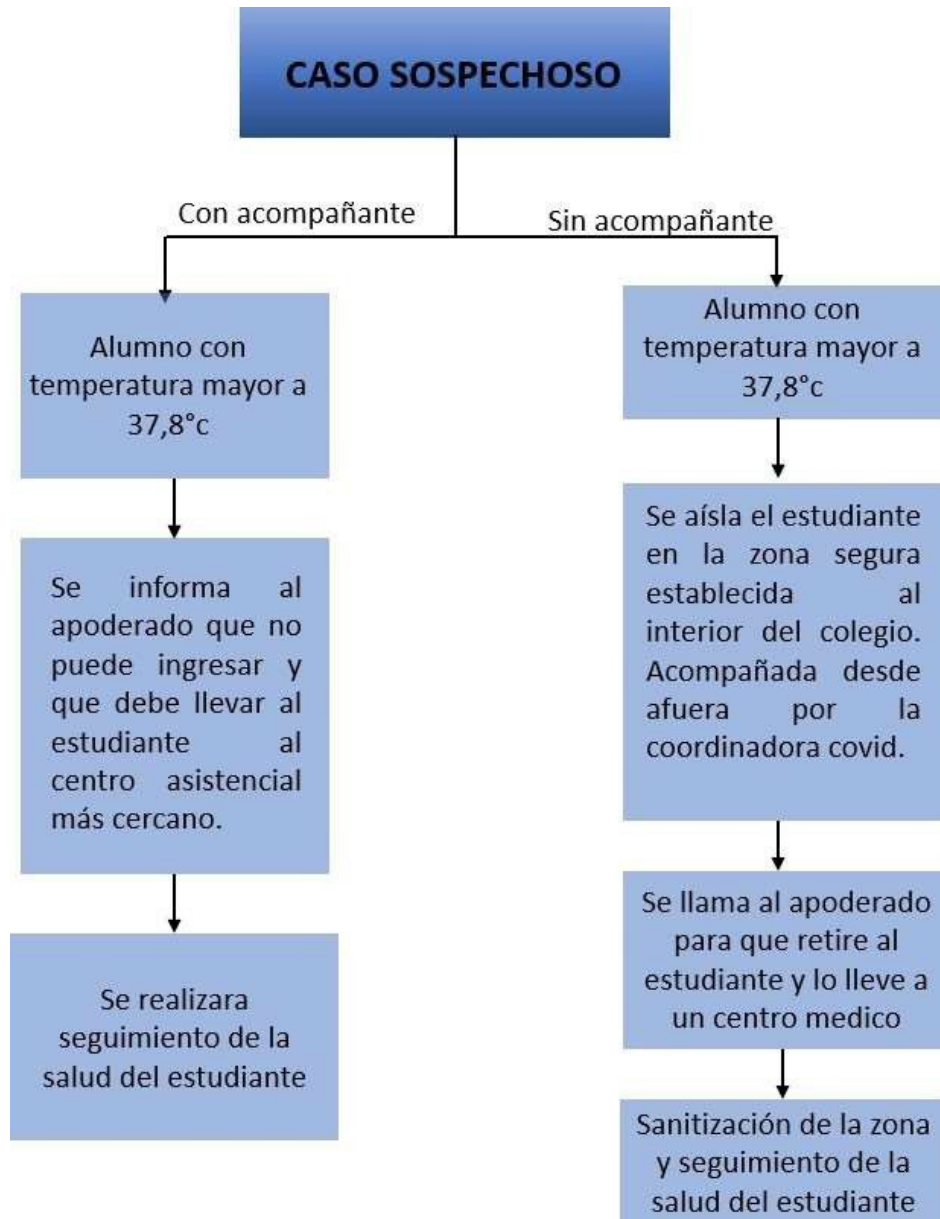 CASO SOSPECHOSO
Con acompañante
Sin acompañante
Alumno con
temperatura mayor a
37,8°c
Se informa al
apoderado que no
puede ingresar y
que debe llevar al
estudiante al
centro asistencial
más cercano.
Se realizara
seguimiento de la
salud del estudiante
Alumno con
temperatura mayor a
37,8°c
Se aísla el estudiante
en la zona segura
establecida al
interior del colegio.
Acompañada desde
afuera por la
coordinadora covid.
Se llama al apoderado
para que retire al
estudiante y lo lleve a
un centro medico
Sanitización de la zona
y seguimiento de la
salud del estudiante